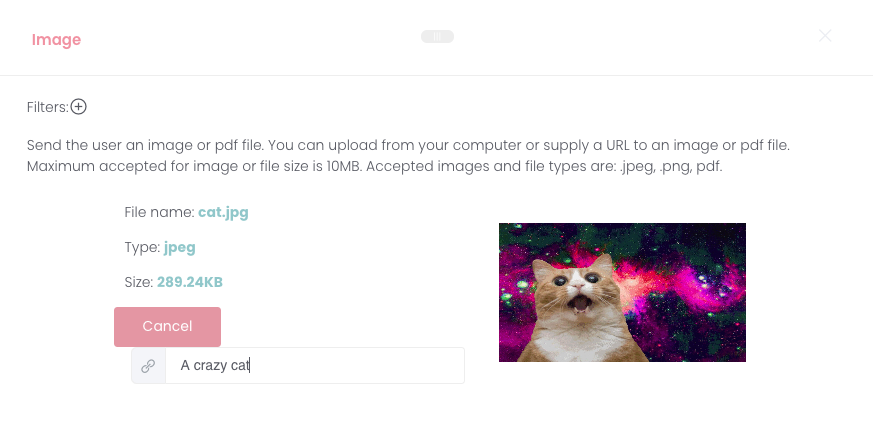 Image
Filters:
Send the user an image or pdf file. You can upload from your computer or supply a URL to an image or pdf file.
Maximum accepted for image or file size is 10MB. Accepted images and file types are: .jpeg, .png, pdf.
File name: cat.jpg
Type: jpeg
Size: 289.24KB
Cancel
A crazy cat